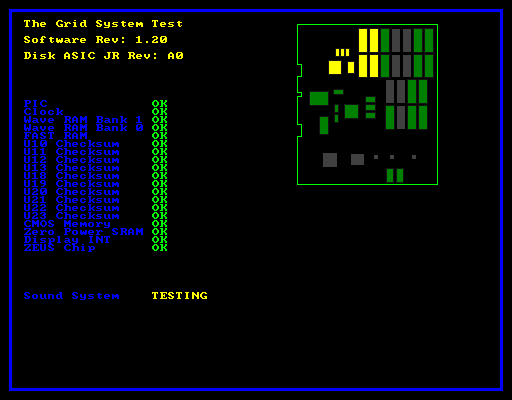 The Grid System Test
Software Rev: 1.20
Disk ASIC JR Rev: A0
PIC OK
Clock OK
Wave RAM Bank 1 OK
Wave RAM Bank 0 OK
FAST RAM OK
U10 Checksum OK
U11 Checksum OK
U12 Checksum OK
U13 Checksum OK
Checksum OK
Checksum OK
U20 Checksum OK
U21 Checksum OK
U22 Checksum OK
U23 Checksum OK
CMOS Memory OK
Zero Power SRAM OK
Display INT OK
ZEUS Chip OK
Sound System TESTING